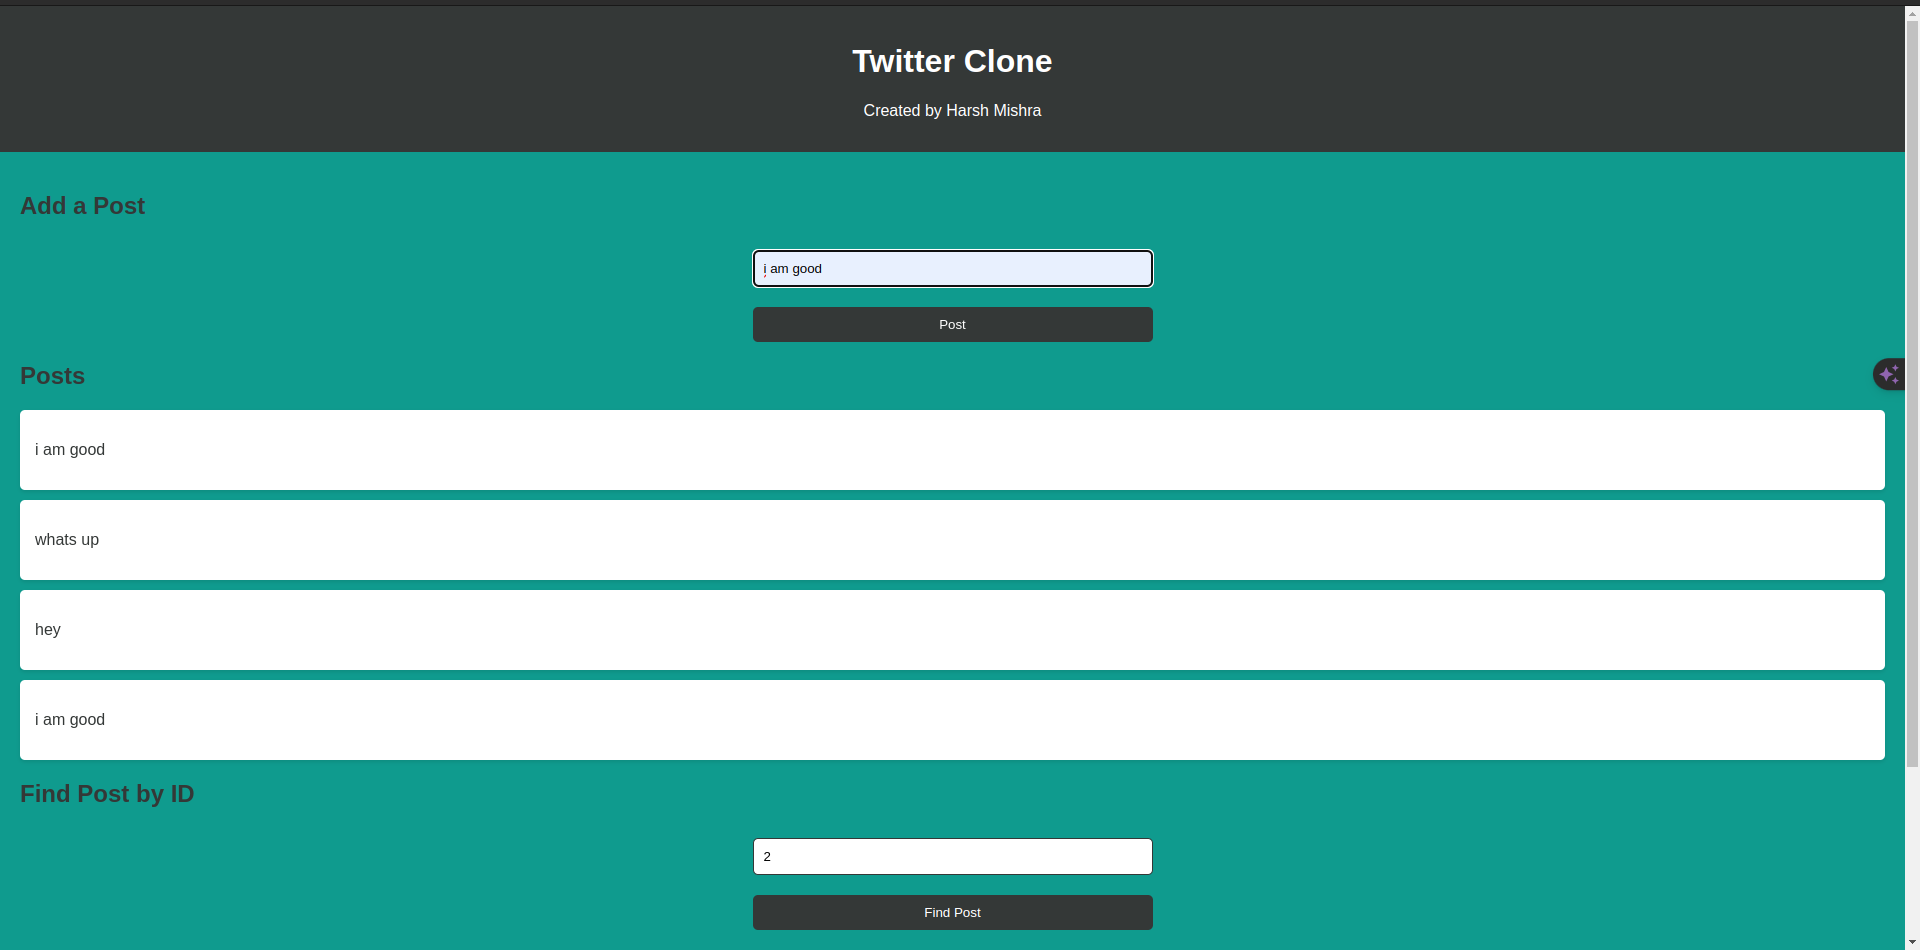 Twitter Clone
Created by Harsh Mishra
Add a Post
i am good
Post
Posts
i am good
whats up
hey
i am good
Find Post by ID
2
Find Post